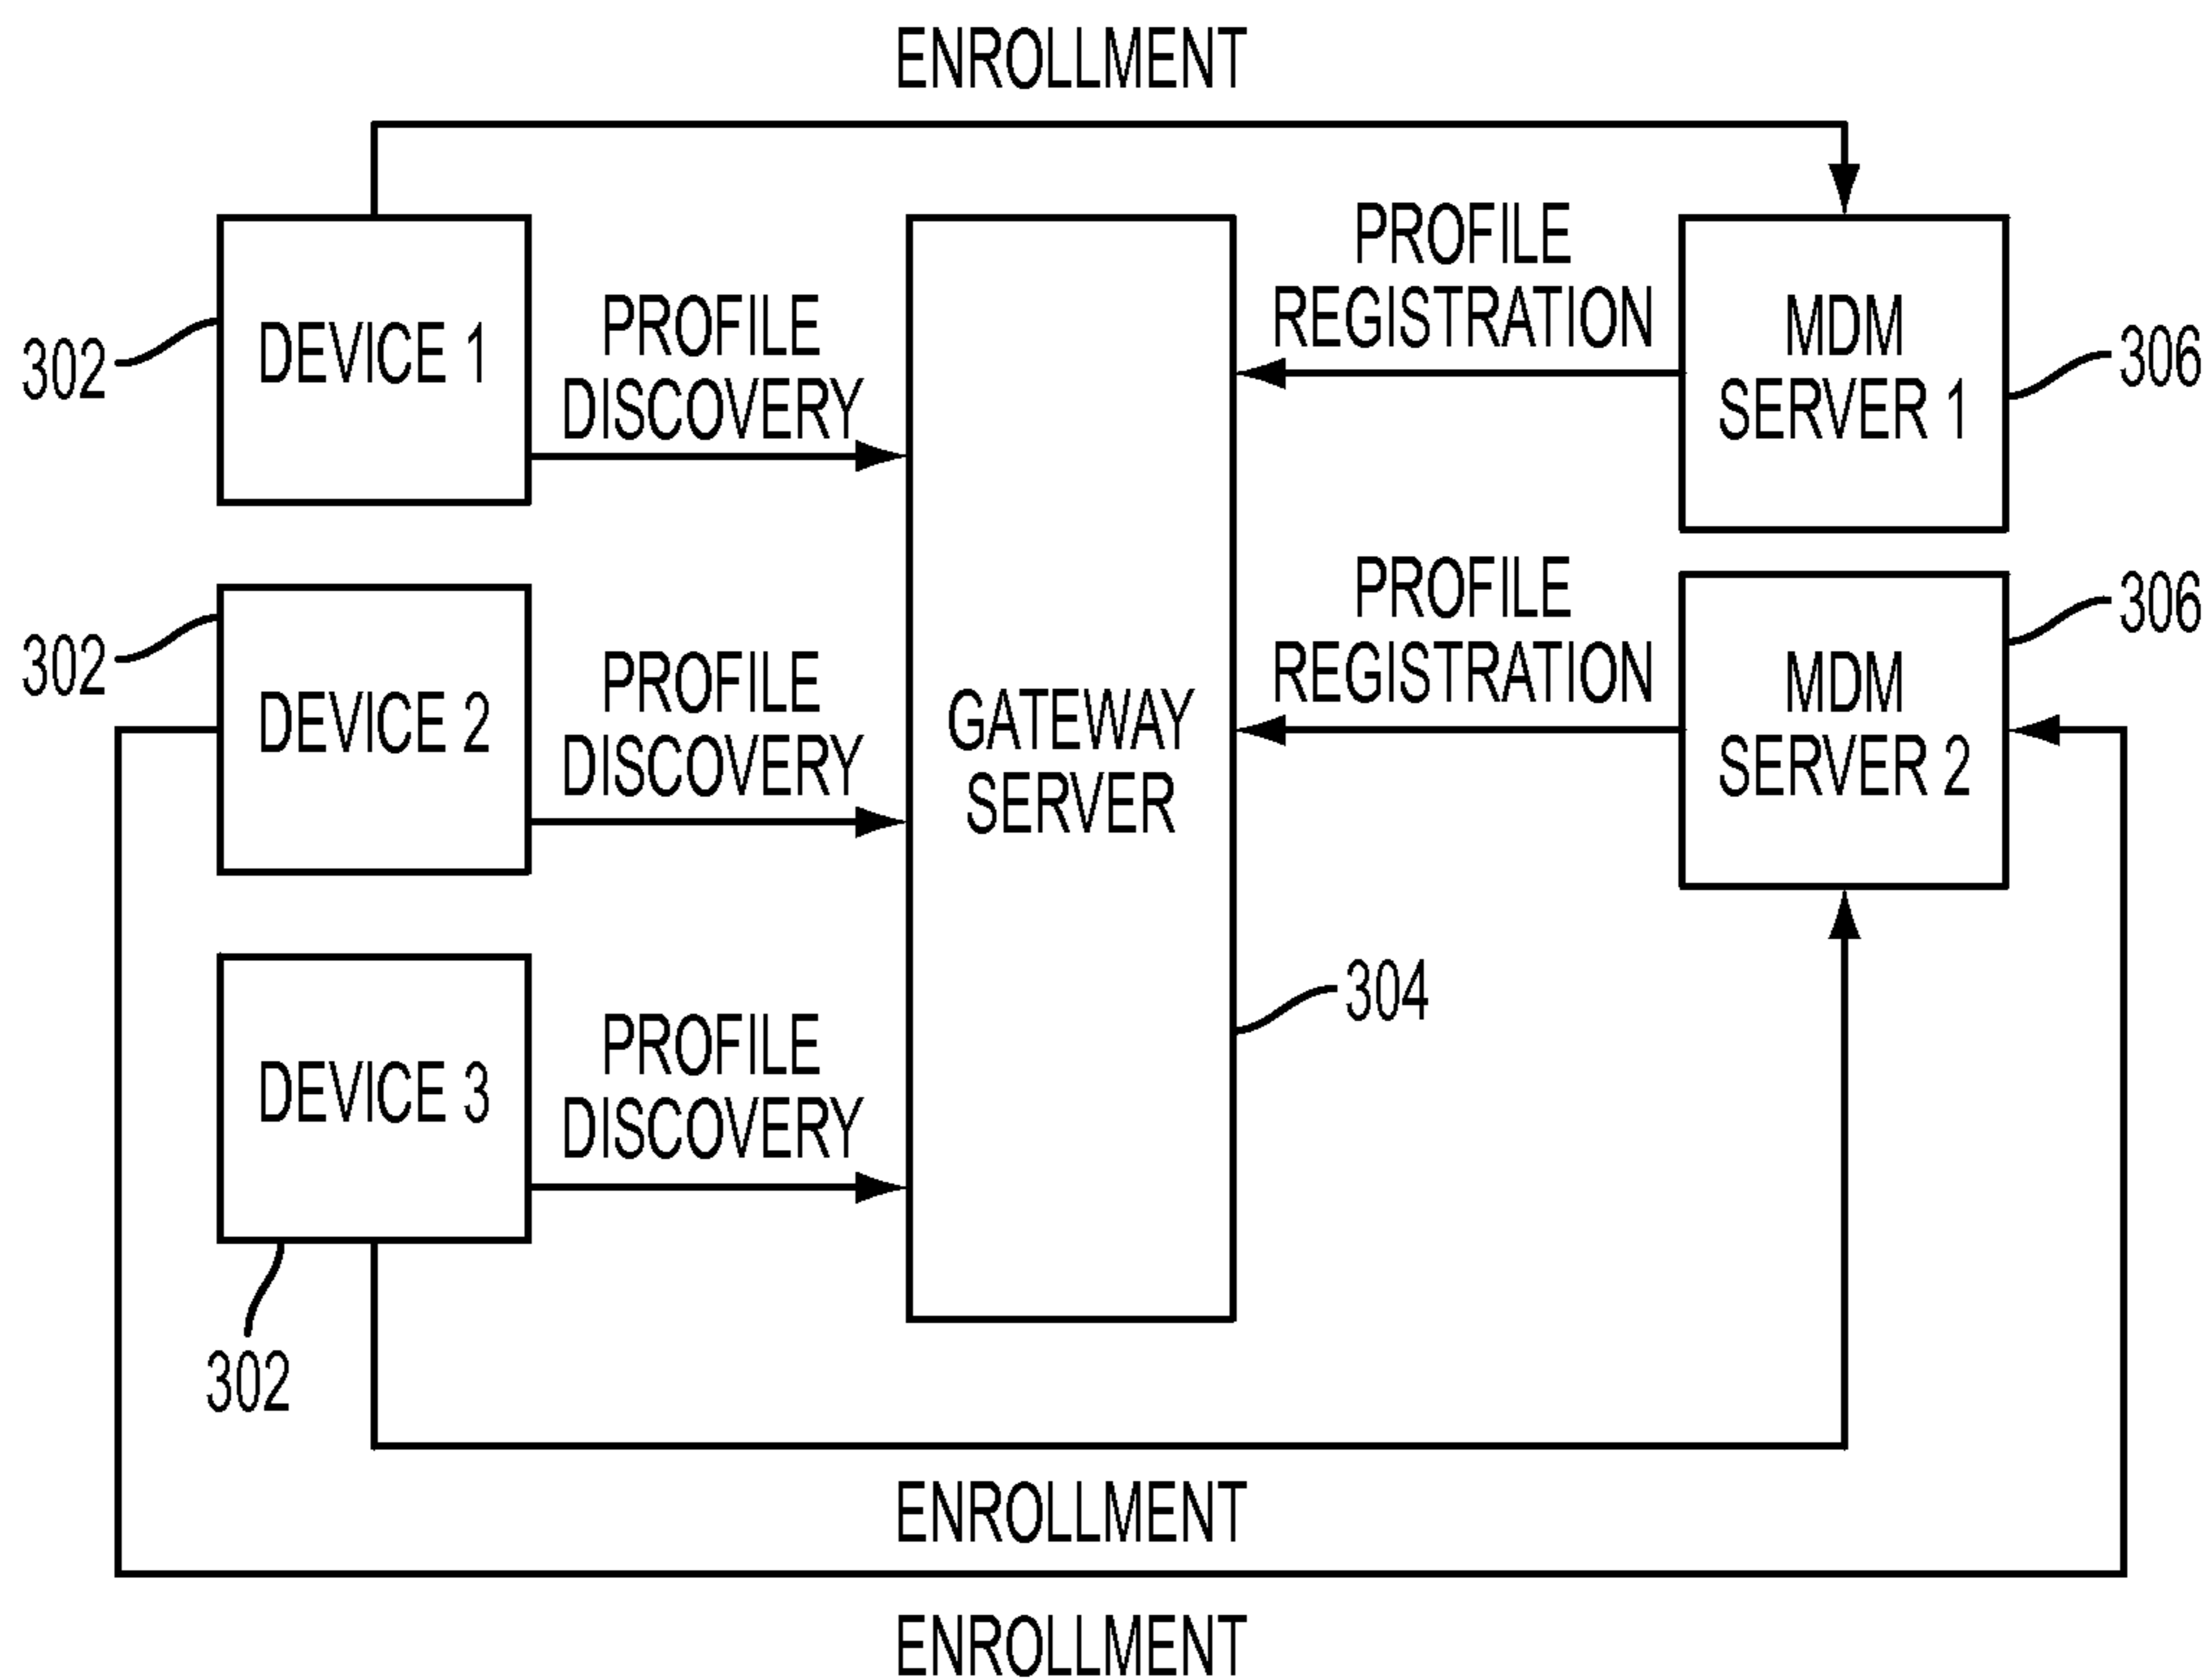 ENROLLMENT
302
DEVICE 1
PROFILE
DISCOVERY
PROFILE
REGISTRATION
MDM
SERVER 1
306
302
DEVICE 2
PROFILE
DISCOVERY
GATEWAY
SERVER
PROFILE
REGISTRATION
MDM
SERVER 2
306
DEVICE 3
302
PROFILE
DISCOVERY
304
ENROLLMENT
ENROLLMENT